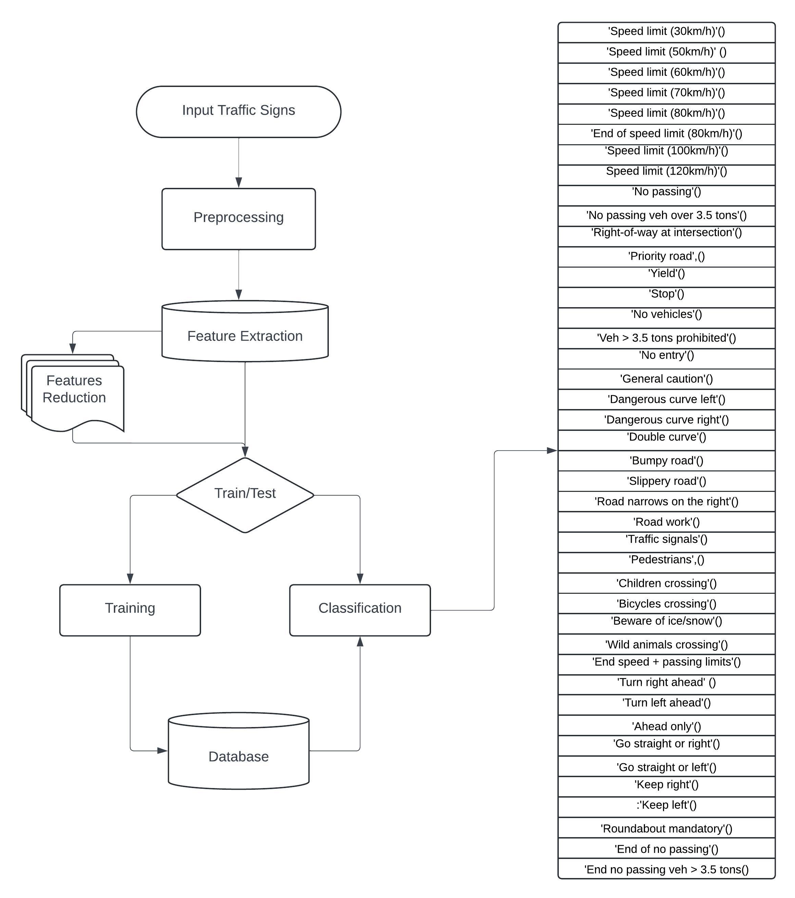 Input Traffic Signs
Preprocessing
Feature Extraction
Features
Reduction
Train/Test
Training
Classification
Database
'Speed limit (30km/h)'()
'Speed limit (50km/h)' ()
'Speed limit (60km/h)'()
'Speed limit (70km/h)'()
'Speed limit (80km/h)'()
'End of speed limit (80km/h)'()
'Speed limit (100km/h)'()
Speed limit (120km/h)'()
'No passing'()
'No passing veh over 3.5 tons'()
'Right-of-way at intersection'()
'Priority road',()
'Yield'()
'Stop'()
'No vehicles'()
'Veh > 3.5 tons prohibited'()
'No entry'()
'General caution'()
'Dangerous curve left'()
'Dangerous curve right'()
'Double curve'()
'Bumpy road'()
'Slippery road'()
'Road narrows on the right'()
'Road work'()
'Traffic signals'()
'Pedestrians',()
'Children crossing'()
'Bicycles crossing'()
'Beware of ice/snow'()
'Wild animals crossing'()
'End speed + passing limits'()
'Turn right ahead' ()
'Turn left ahead'()
'Ahead only'()
'Go straight or right'()
'Go straight or left'()
'Keep right'()
:'Keep left'()
'Roundabout mandatory'()
'End of no passing'()
'End no passing veh > 3.5 tons()